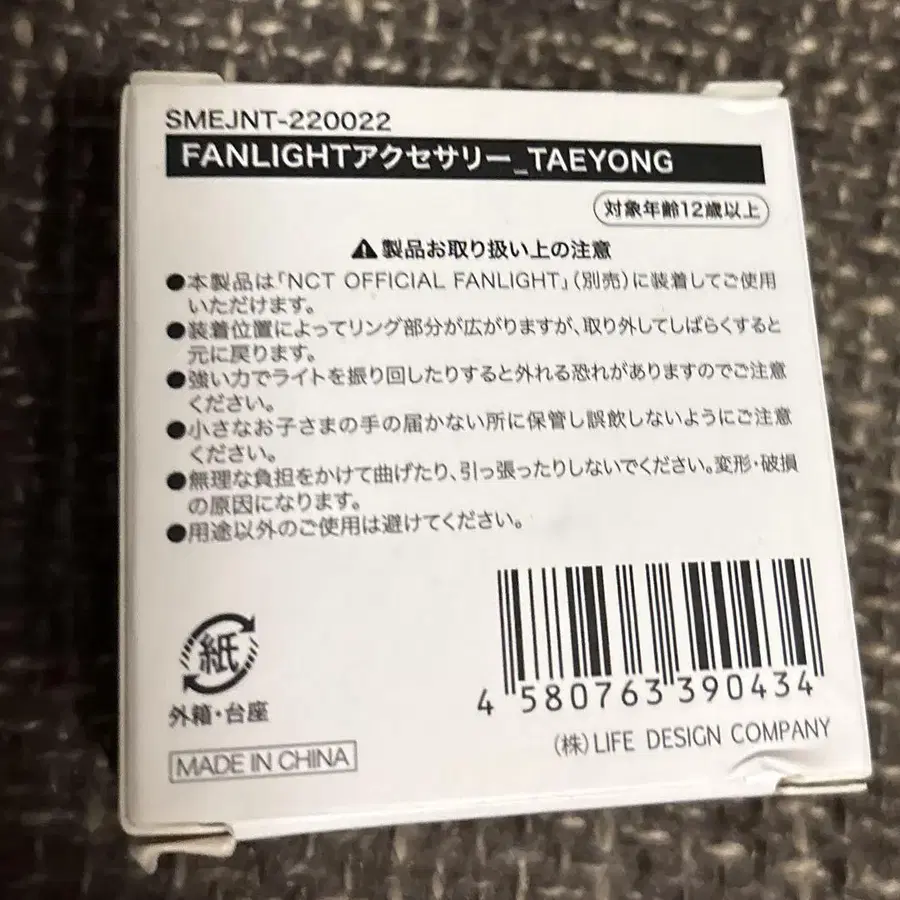 SMEJNT-220022
FANLIGHTアクセサリー_TAEYONG
対象年齢12歳以上
製品お取り扱い上の注意
●本製品は「NCT OFFICIAL FANLIGHT」(別売)に装着してご使用
いただけます。
●装着位置によってリング部分が広がりますが、取り外してしばらくすると
元に戻ります。
●強い力でライトを振り回したりすると外れる恐れがありますのでご注意
ください。
●小さなお子さまの手の届かない所に保管し誤飲しないようにご注意
ください。
●無理な負担をかけて曲げたり、引っ張ったりしないでください。変形・破損
の原因になります。
●用途以外のご使用は避けてください。
紙
外箱・台座
MADE IN CHINA
4 580763 390434
(株)LIFE DESIGN COMPANY